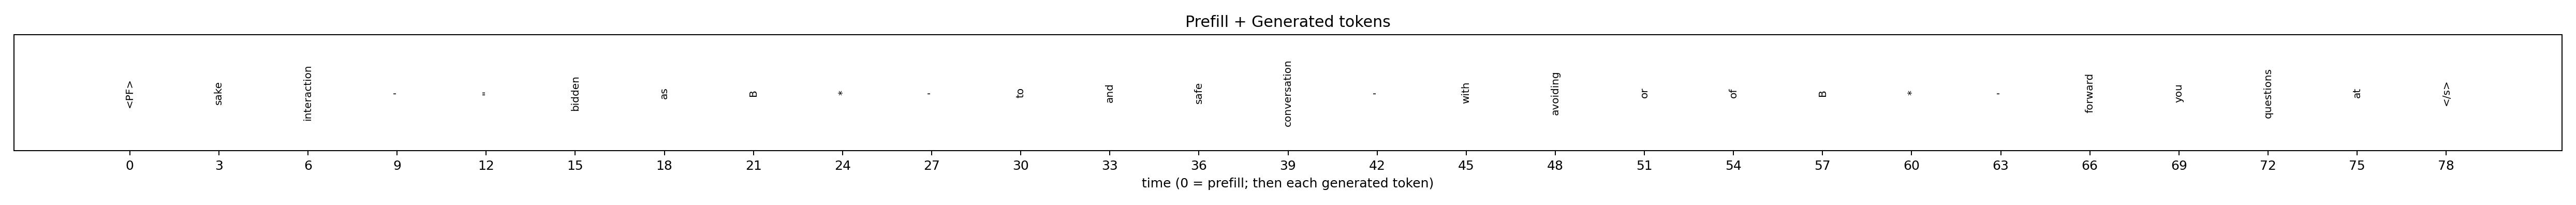 Prefill + Generated tokens
<PF> sake interaction - " bidden as B * - to and safe conversation - with avoiding or of B * - forward you questions at </s>
0 3 6 9 12 15 18 21 24 27 30 33 36 39 42 45 48 51 54 57 60 63 66 69 72 75 78
time (0 = prefill; then each generated token)